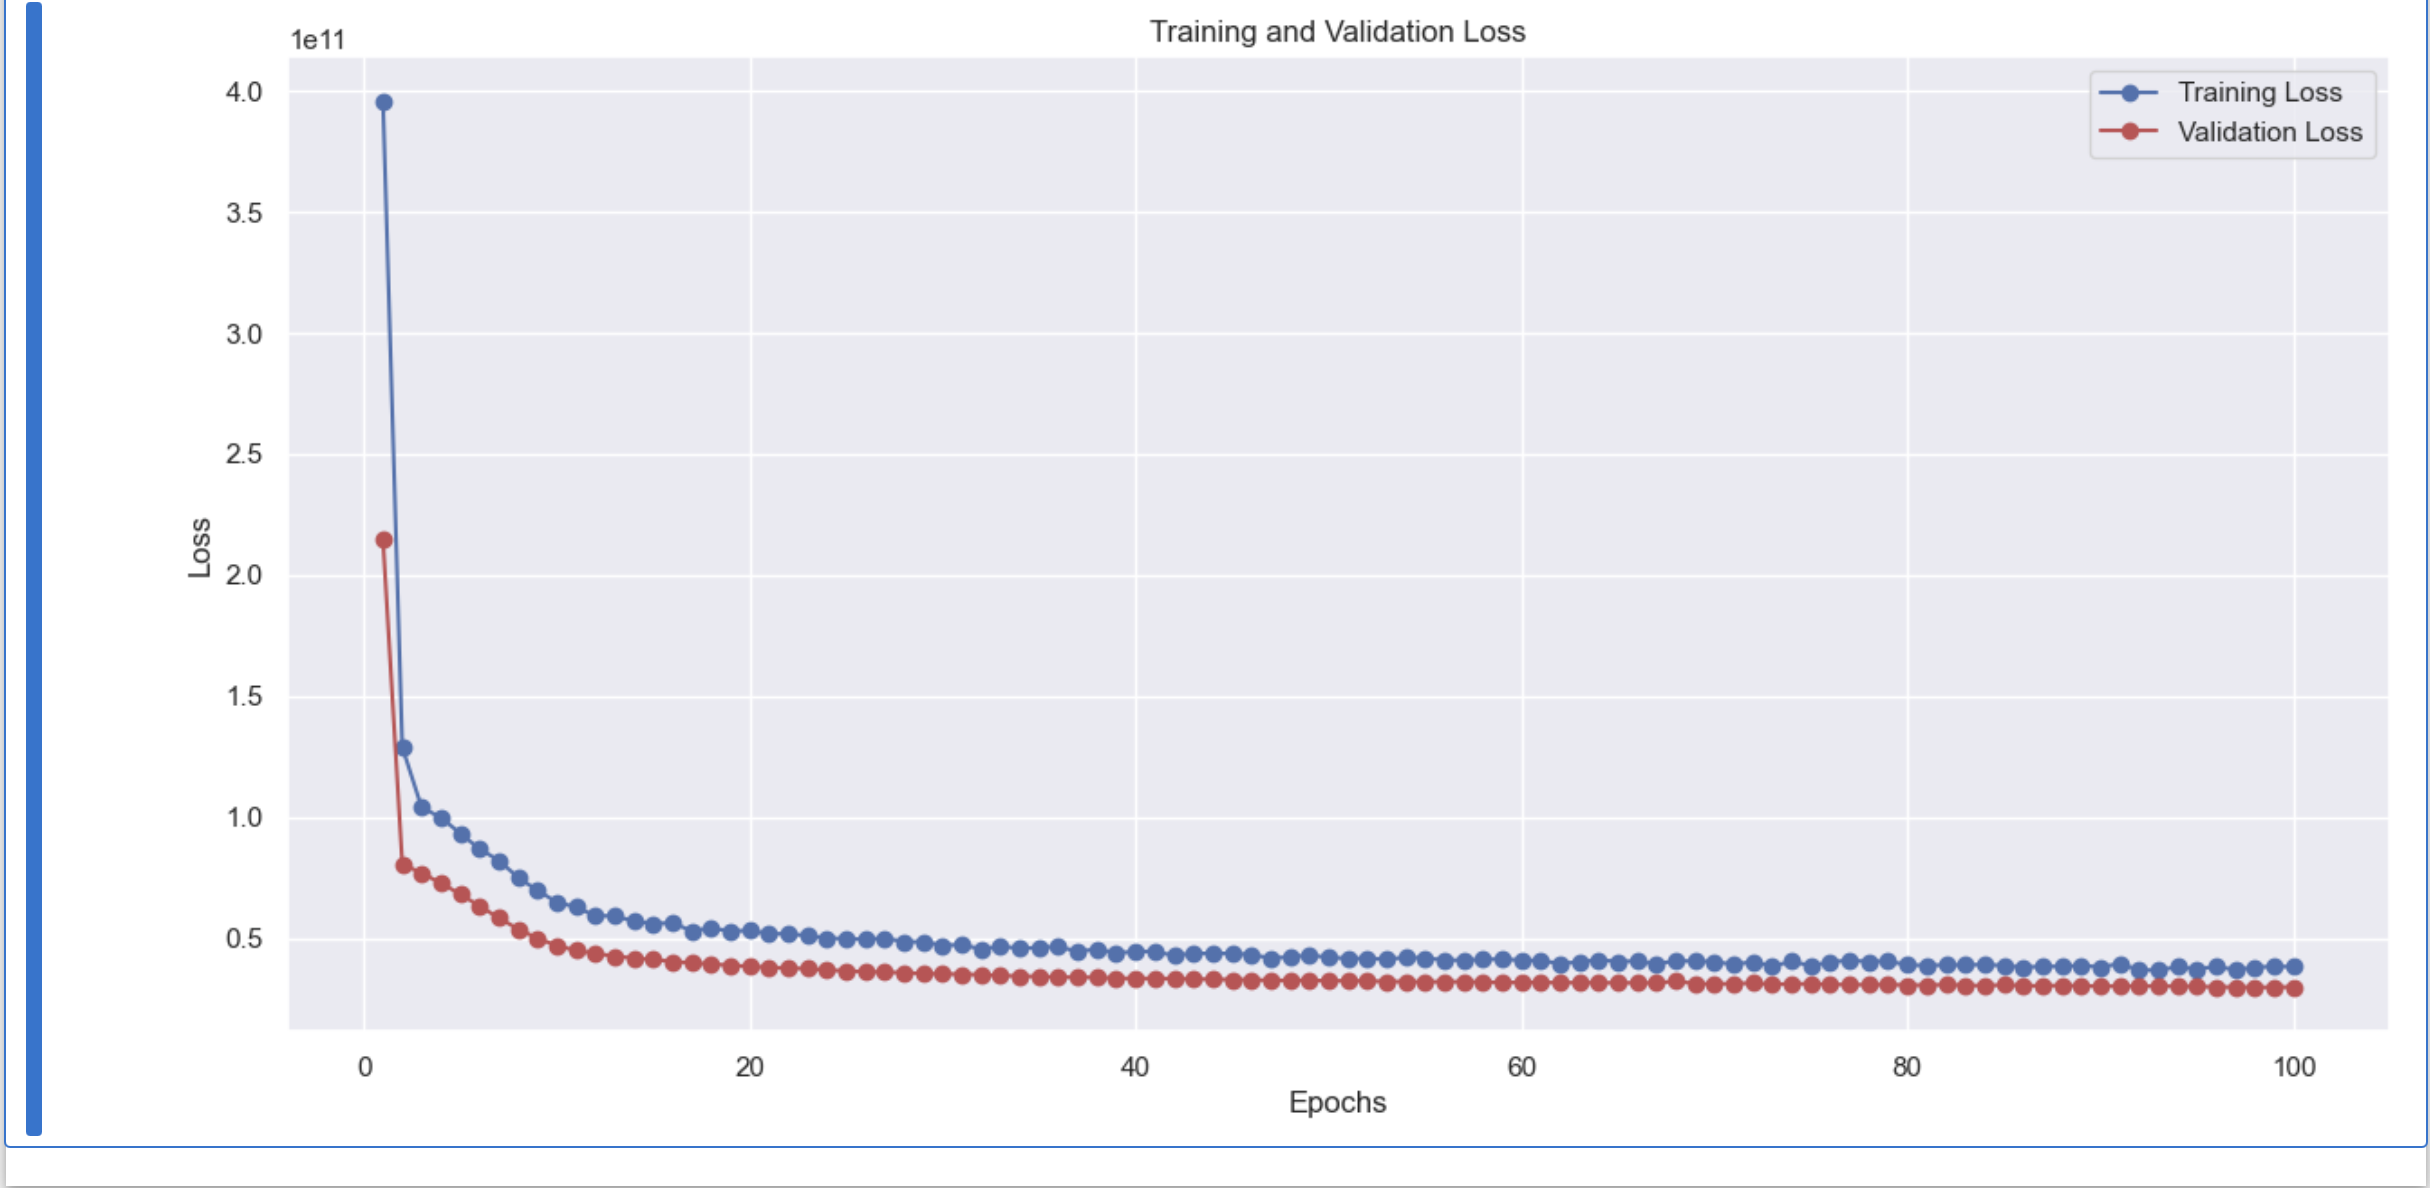 Training and Validation Loss
1e11
Training Loss
Validation Loss
4.0
3.5
3.0
2.5
2.0
1.5
1.0
0.5
Loss
0 20 40 60 80 100
Epochs